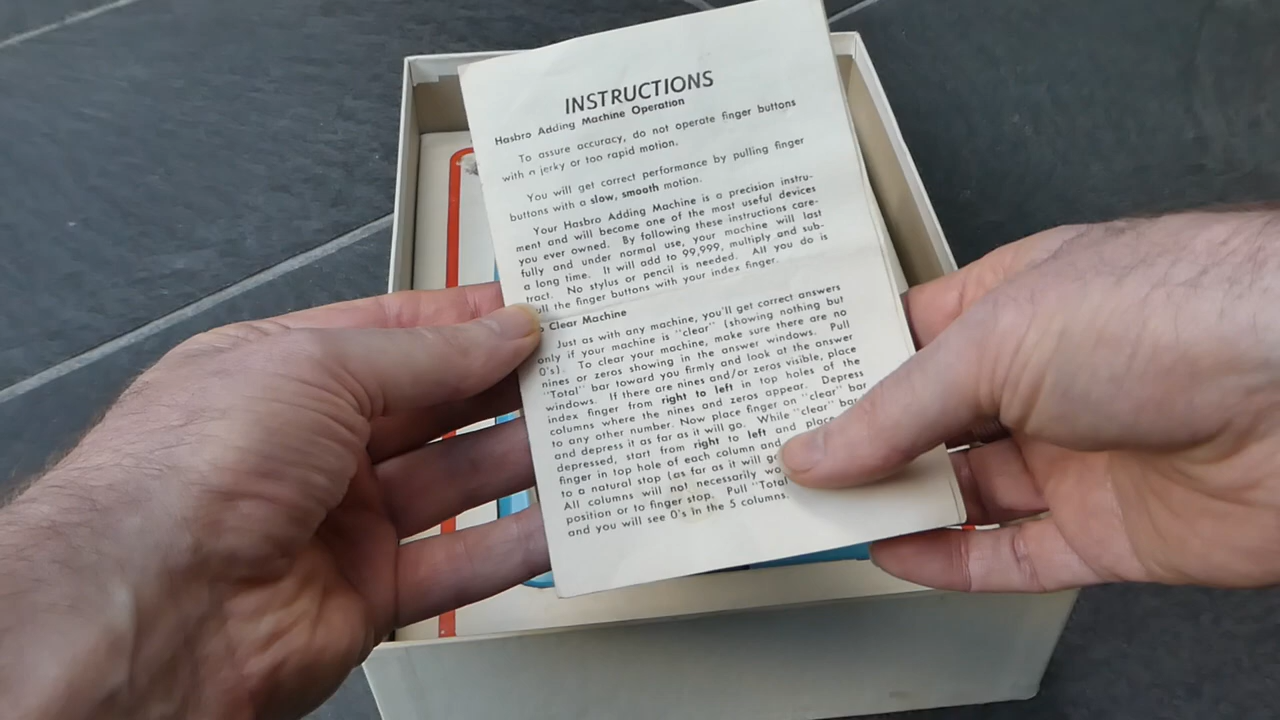 INSTRUCTIONS
Hasbro Adding Machine Operation
To assure accuracy, do not operate finger buttons
with a jerky or too rapid motion.
You will get correct performance by pulling finger
buttons with a slow, smooth motion.
Your Hasbro Adding Machine is a precision instru-
ment and will become one of the most useful devices
you ever owned. By following these instructions care-
fully and under normal use, your machine will last
a long time. It will add to 99,999, multiply and sub-
tract. No stylus or pencil is needed. All you do is
pull the finger buttons with your index finger.
Clear Machine
Just as with any machine, you'll get correct answers
only if your machine is "clear" (showing nothing but
0's). To clear your machine, make sure there are no
nines or zeros showing in the answer windows. Pull
"Total" bar toward you firmly and look at the answer
windows. If there are nines and/or zeros visible, place
index finger from right to left in top holes of the
columns where the nines and zeros appear. Depress
to any other number. Now place finger on "clear" bar
and depress it as far as it will go. While "clear" bar
depressed, start from right to left and place
finger in top hole of each column and
to a natural stop (as far as it will go
All columns will not necessarily
position or to finger stop. Pull "Total
and you will see 0's in the 5 columns.